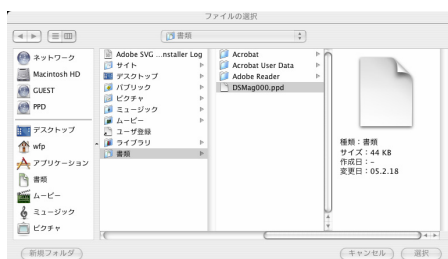 ファイルの選択
書類
ネットワーク
Macintosh HD
GUEST
PPD
デスクトップ
wfp
アプリケーション
書類
ムービー
ミュージック
ピクチャ
Adobe SVG ...nstaller Log
サイト
デスクトップ
パブリック
ピクチャ
ミュージック
ムービー
ユーザ登録
ライブラリ
書類
Acrobat
Acrobat User Data
Adobe Reader
DSMag000.ppd
種類：書類
サイズ：44 KB
作成日：-
変更日：05.2.18
新規フォルダ
キャンセル
選択